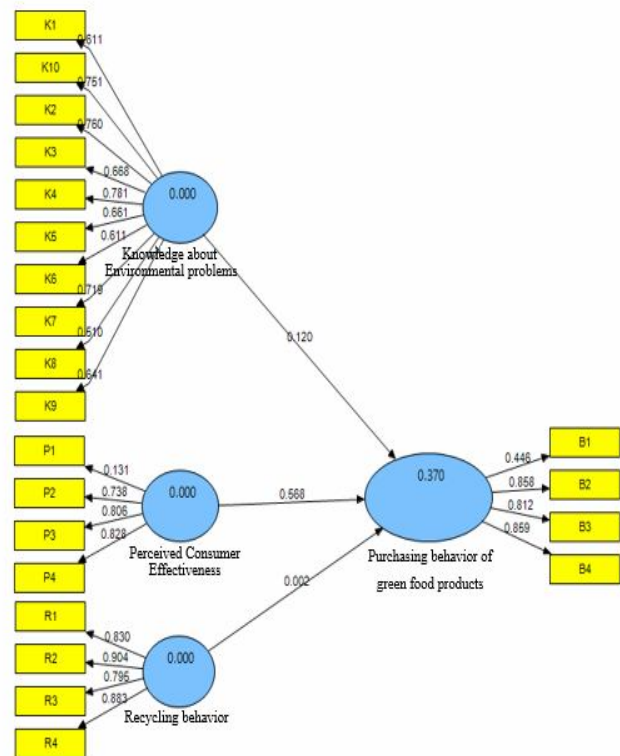 K1
0.611
K10
0.751
K2
0.760
K3
0.668
K4
0.781
0.661
K5
0.611
K6
0.719
K7
0.510
K8
0.641
K9
0.000
Knowledge about
Environmental problems
0.120
P1
0.131
P2
0.738
P3
0.806
P4
0.828
0.000
Perceived Consumer
Effectiveness
0.568
R1
0.830
R2
0.904
R3
0.795
R4
0.883
0.000
Recycling behavior
0.002
0.370
Purchasing behavior of
green food products
0.446
B1
0.858
B2
0.812
B3
0.859
B4